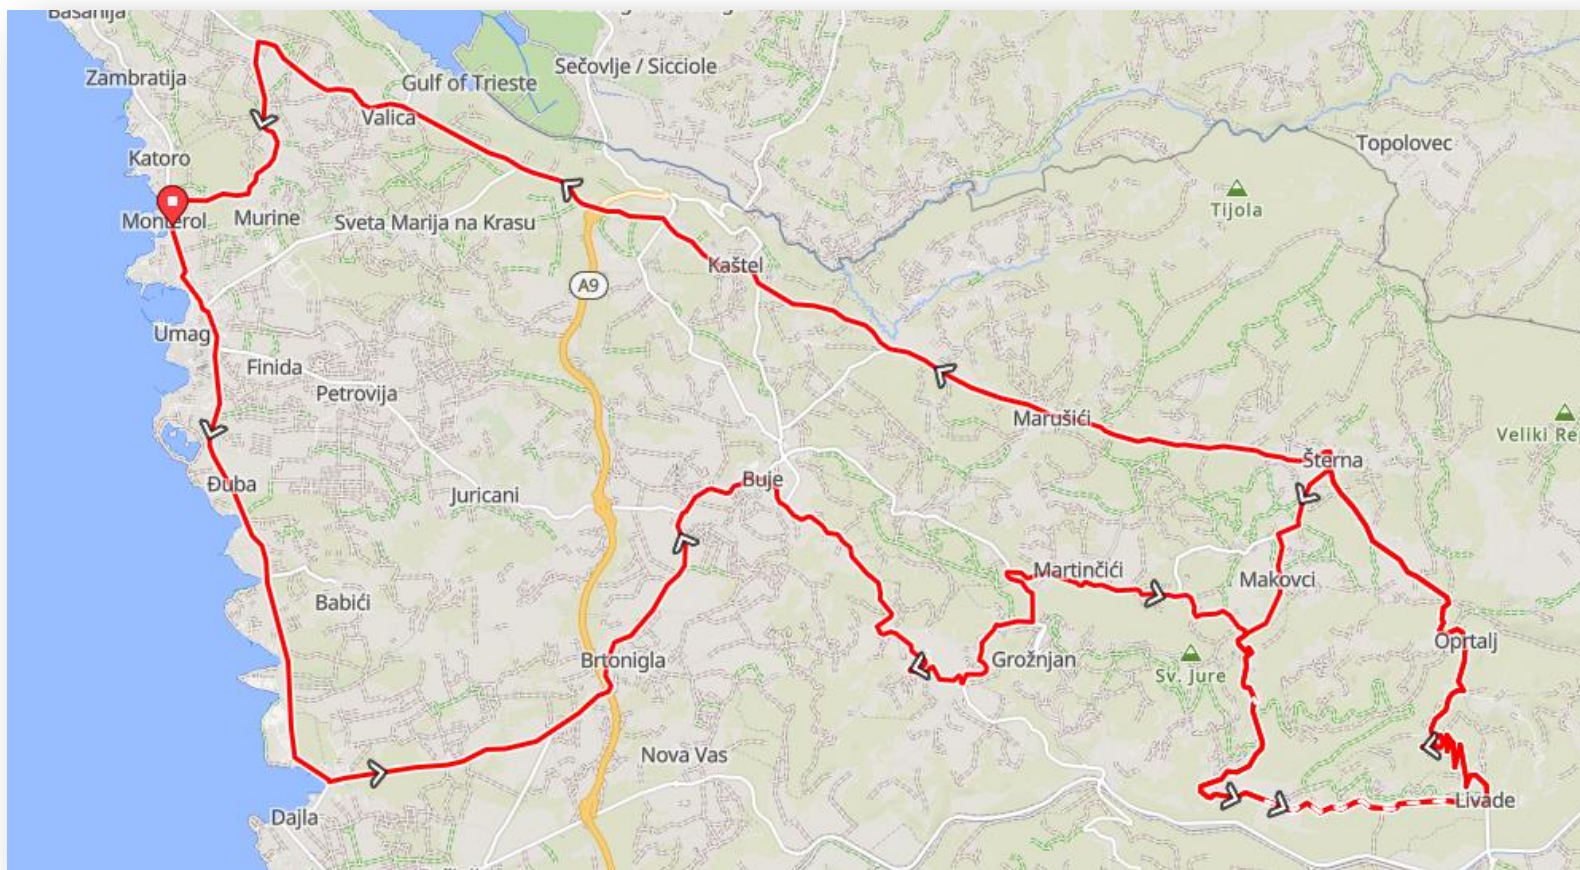 Basanija
Zambratija
Gulf of Trieste
Sečovlje / Sicciole
Valica
Topolovec
Katoro
Monterol
Murine
Sveta Marija na Krasu
Tijola
Kaštel
A9
Umag
Finida
Petrovija
Marušići
Veliki Re
Šterna
Đuba
Juricani
Buje
Babići
Martinčići
Makovci
Oprtalj
Brtonigla
Grožnjan
Sv. Jure
Nova Vas
Livade
Dajla